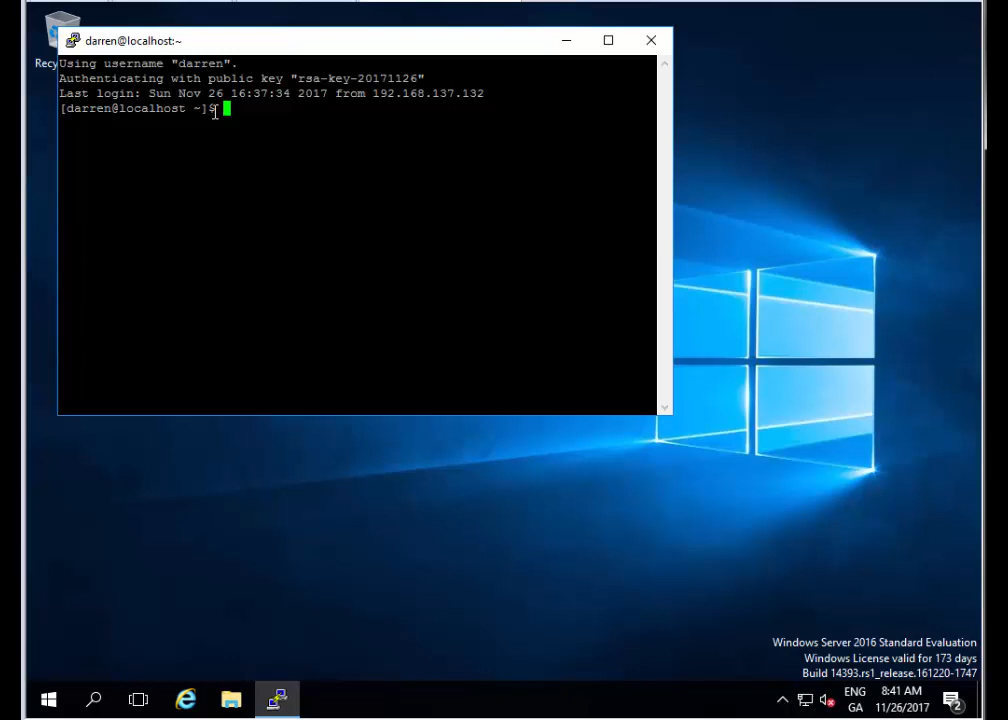 darren@localhost:~
Recy
Using username "darren".
Authenticating with public key "rsa-key-20171126"
Last login: Sun Nov 26 16:37:34 2017 from 192.168.137.132
[darren@localhost ~]$
Windows Server 2016 Standard Evaluation
Windows License valid for 173 days
Build 14393.rs1_release.161220-1747
ENG
GA
8:41 AM
11/26/2017
2